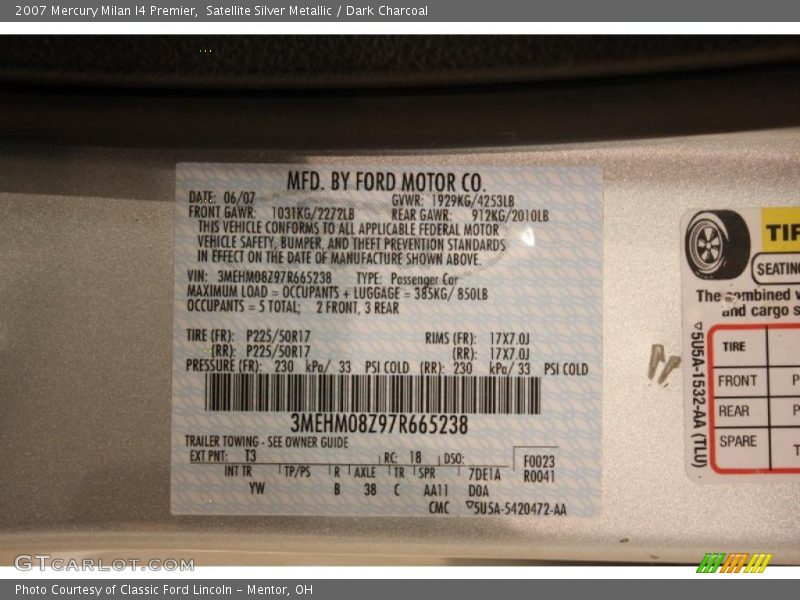 2007 Mercury Milan I4 Premier,  Satellite Silver Metallic / Dark Charcoal
MFD. BY FORD MOTOR CO.
DATE: 06/07 GVWR: 1929KG/4253LB
FRONT GAWR: 1031KG/2272LB REAR GAWR: 912KG/2010LB
THIS VEHICLE CONFORMS TO ALL APPLICABLE FEDERAL MOTOR
VEHICLE SAFETY, BUMPER, AND THEFT PREVENTION STANDARDS
IN EFFECT ON THE DATE OF MANUFACTURE SHOWN ABOVE.
VIN: 3MEHM08Z97R665238 TYPE: Passenger Car
MAXIMUM LOAD = OCCUPANTS + LUGGAGE = 385KG/ 850LB
OCCUPANTS = 5 TOTAL; 2 FRONT, 3 REAR
TIRE (FR): P225/50R17 RIMS (FR): 17X7.0J
(RR): P225/50R17 (RR): 17X7.0J
PRESSURE (FR): 230 kPa/ 33 PSI COLD (RR): 230 kPa/ 33 PSI COLD
3MEHM08Z97R665238
TRAILER TOWING - SEE OWNER GUIDE
EXT PNT: T3 RC: 18 DSO: F0023
INT TR TP/PS R AXLE TR SPR 7DE1A R0041
YW B 38 C AA11 D0A
CMC ▽5U5A-5420472-AA
TIR
SEATING
The combined w
and cargo s
TIRE
FRONT P
REAR P
SPARE T
▽5U5A-1532-AA (TLU)
GTCARLOT.COM
Photo Courtesy of Classic Ford Lincoln - Mentor, OH